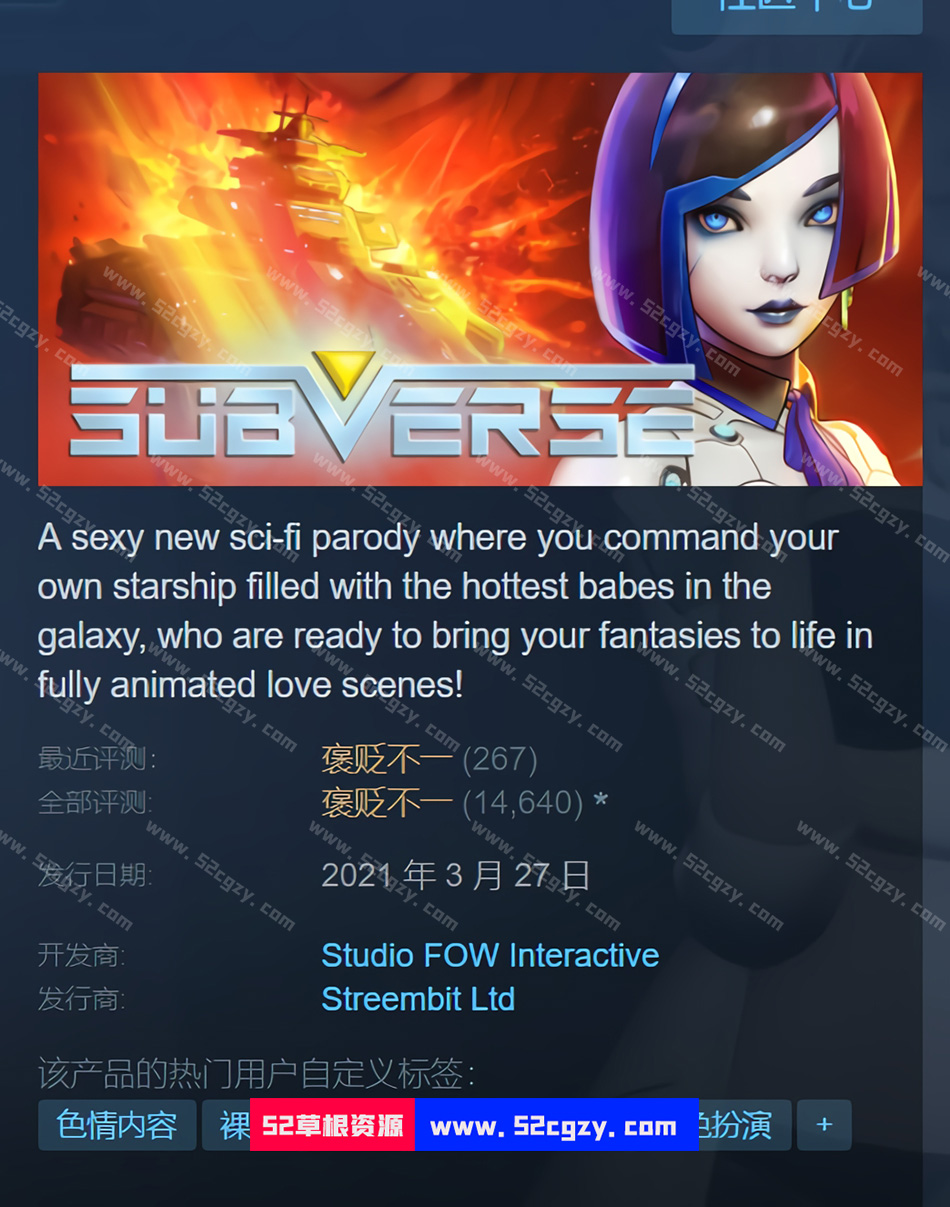 SUBVERSE
A sexy new sci-fi parody where you command your
own starship filled with the hottest babes in the
galaxy, who are ready to bring your fantasies to life in
fully animated love scenes!
最近评测: 褒贬不一 (267)
全部评测: 褒贬不一 (14,640) *
发行日期: 2021 年 3 月 27 日
开发商: Studio FOW Interactive
发行商: Streembit Ltd
该产品的热门用户自定义标签:
色情内容 裸 52草根资源 www.52cgzy.com 扮演 +
www.52cgzy.com